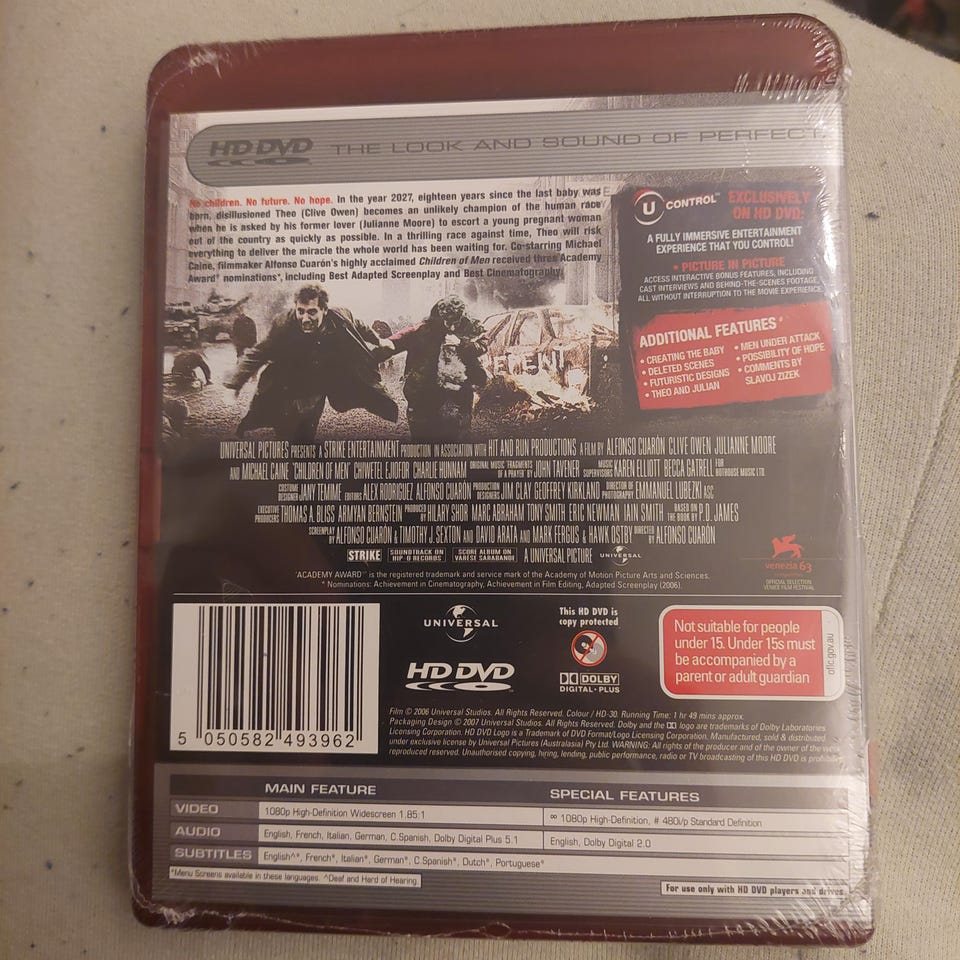 HD DVD THE LOOK AND SOUND OF PERFECT
No children. No future. No hope. In the year 2027, eighteen years since the last baby was
born, disillusioned Theo (Clive Owen) becomes an unlikely champion of the human race
when he is asked by his former lover (Julianne Moore) to escort a young pregnant woman
out of the country as quickly as possible. In a thrilling race against time, Theo will risk
everything to deliver the miracle the whole world has been waiting for. Co-starring Michael
Caine, filmmaker Alfonso Cuarón's highly acclaimed Children of Men received three Academy
Award® nominations*, including Best Adapted Screenplay and Best Cinematography.
U CONTROL™ EXCLUSIVELY
ON HD DVD:
A FULLY IMMERSIVE ENTERTAINMENT
EXPERIENCE THAT YOU CONTROL!
• PICTURE IN PICTURE
ACCESS INTERACTIVE BONUS FEATURES, INCLUDING
CAST INTERVIEWS AND BEHIND-THE-SCENES FOOTAGE,
ALL WITHOUT INTERRUPTION TO THE MOVIE EXPERIENCE.
ADDITIONAL FEATURES
• CREATING THE BABY
• DELETED SCENES
• FUTURISTIC DESIGNS
• THEO AND JULIAN
• MEN UNDER ATTACK
• POSSIBILITY OF HOPE
• COMMENTS BY
SLAVOJ ZIZEK
UNIVERSAL PICTURES PRESENTS A STRIKE ENTERTAINMENT PRODUCTION IN ASSOCIATION WITH HIT AND RUN PRODUCTIONS A FILM BY ALFONSO CUARÓN CLIVE OWEN JULIANNE MOORE
AND MICHAEL CAINE 'CHILDREN OF MEN' CHIWETEL EJIOFOR CHARLIE HUNNAM ORIGINAL MUSIC 'FRAGMENTS OF A PRAYER' BY JOHN TAVENER MUSIC SUPERVISORS KAREN ELLIOTT BECCA GATRELL FOR HOTHOUSE MUSIC LTD.
COSTUME DESIGNER JANY TEMIME EDITORS ALEX RODRÍGUEZ ALFONSO CUARÓN PRODUCTION DESIGNERS JIM CLAY GEOFFREY KIRKLAND DIRECTOR OF PHOTOGRAPHY EMMANUEL LUBEZKI ASC
EXECUTIVE PRODUCERS THOMAS A. BLISS ARMYAN BERNSTEIN PRODUCED BY HILARY SHOR MARC ABRAHAM TONY SMITH ERIC NEWMAN IAIN SMITH BASED ON THE BOOK BY P.D. JAMES
SCREENPLAY BY ALFONSO CUARÓN & TIMOTHY J. SEXTON AND DAVID ARATA AND MARK FERGUS & HAWK OSTBY DIRECTED BY ALFONSO CUARÓN
STRIKE SOUNDTRACK ON HIP-O RECORDS SCORE ALBUM ON VARESE SARABANDE A UNIVERSAL PICTURE UNIVERSAL
venezia 63
OFFICIAL SELECTION
VENICE FILM FESTIVAL
'ACADEMY AWARD®' is the registered trademark and service mark of the Academy of Motion Picture Arts and Sciences.
* Nominations: Achievement in Cinematography, Achievement in Film Editing, Adapted Screenplay (2006).
5 050582 493962
UNIVERSAL
HD DVD™
This HD DVD is
copy protected
DOLBY
DIGITAL-PLUS
Not suitable for people
under 15. Under 15s must
be accompanied by a
parent or adult guardian
oflc.gov.au
Film © 2006 Universal Studios. All Rights Reserved. Colour / HD-30. Running Time: 1 hr 49 mins approx.
Packaging Design © 2007 Universal Studios. All Rights Reserved. Dolby and the DD logo are trademarks of Dolby Laboratories
Licensing Corporation. HD DVD Logo is a Trademark of DVD Format/Logo Licensing Corporation. Manufactured, sold & distributed
under exclusive license by Universal Pictures (Australasia) Pty Ltd. WARNING: All rights of the producer and of the owner of the work
reproduced reserved. Unauthorised copying, hiring, lending, public performance, radio or TV broadcasting of this HD DVD is prohibited
MAIN FEATURE SPECIAL FEATURES
VIDEO 1080p High-Definition Widescreen 1.85:1 ∞ 1080p High-Definition, # 480i/p Standard Definition
AUDIO English, French, Italian, German, C.Spanish, Dolby Digital Plus 5.1 English, Dolby Digital 2.0
SUBTITLES English^*, French*, Italian*, German*, C.Spanish*, Dutch*, Portuguese*
*Menu Screens available in these languages. ^Deaf and Hard of Hearing.
For use only with HD DVD players and drives